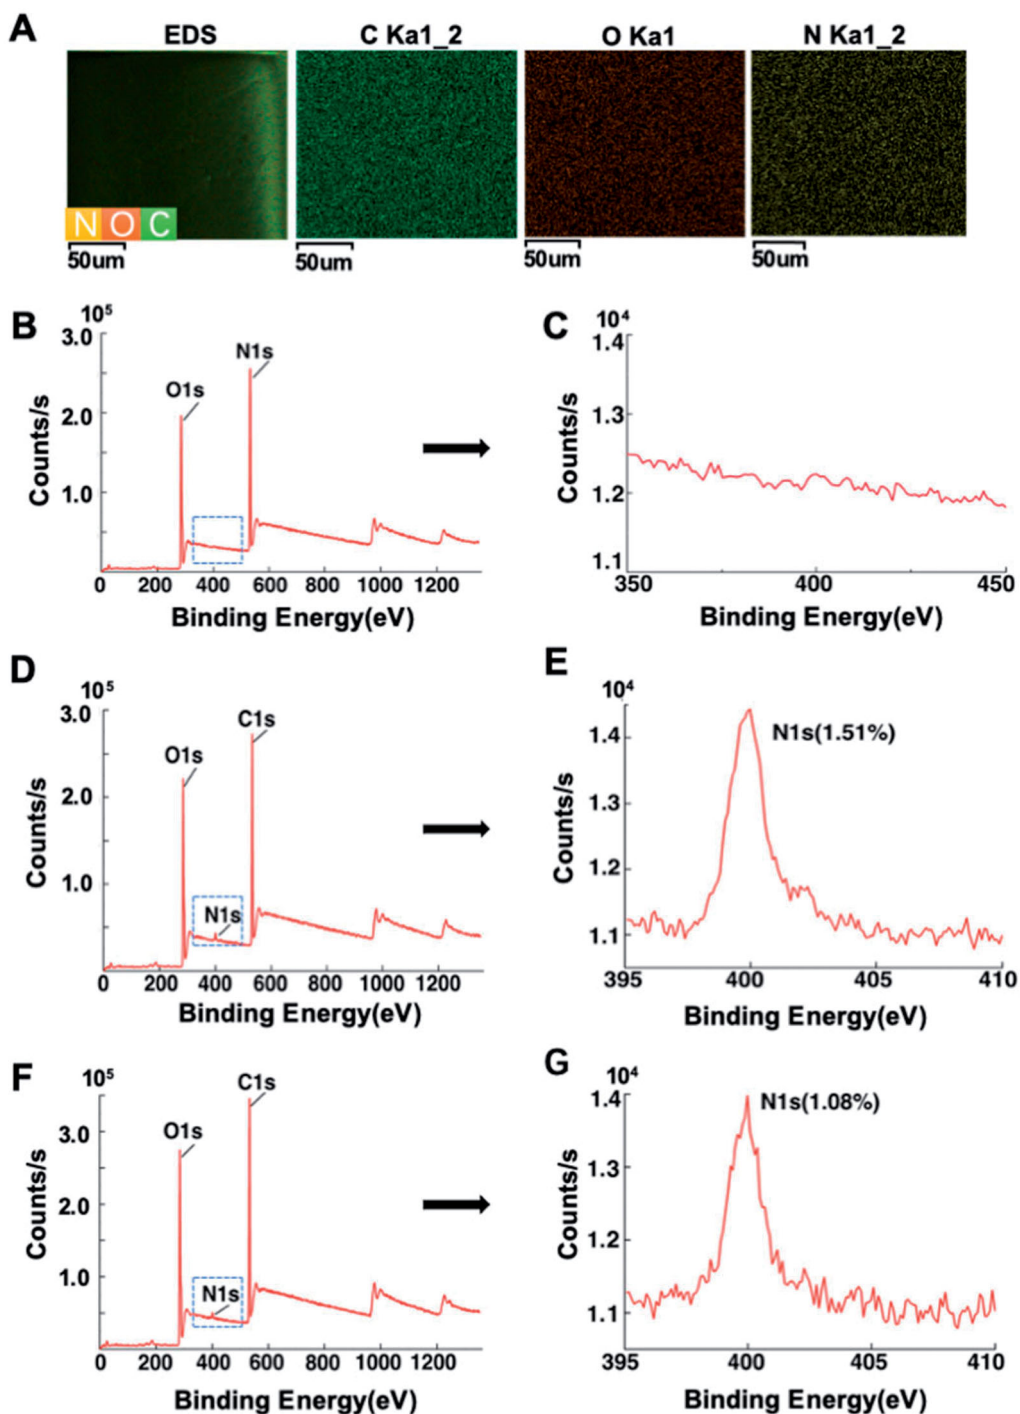 A
EDS
C Ka1_2
O Ka1
N Ka1_2
N O C
50um
50um
50um
50um
B
10⁵
3.0
2.0
1.0
Counts/s
O1s
N1s
0 200 400 600 800 1000 1200
Binding Energy(eV)
C
10⁴
1.4
1.3
1.2
1.1
Counts/s
350 400 450
Binding Energy(eV)
D
10⁵
3.0
2.0
1.0
Counts/s
O1s
C1s
N1s
0 200 400 600 800 1000 1200
Binding Energy(eV)
E
10⁴
1.4
1.3
1.2
1.1
Counts/s
N1s(1.51%)
395 400 405 410
Binding Energy(eV)
F
10⁵
3.0
2.0
1.0
Counts/s
O1s
C1s
N1s
0 200 400 600 800 1000 1200
Binding Energy(eV)
G
10⁴
1.4
1.3
1.2
1.1
Counts/s
N1s(1.08%)
395 400 405 410
Binding Energy(eV)